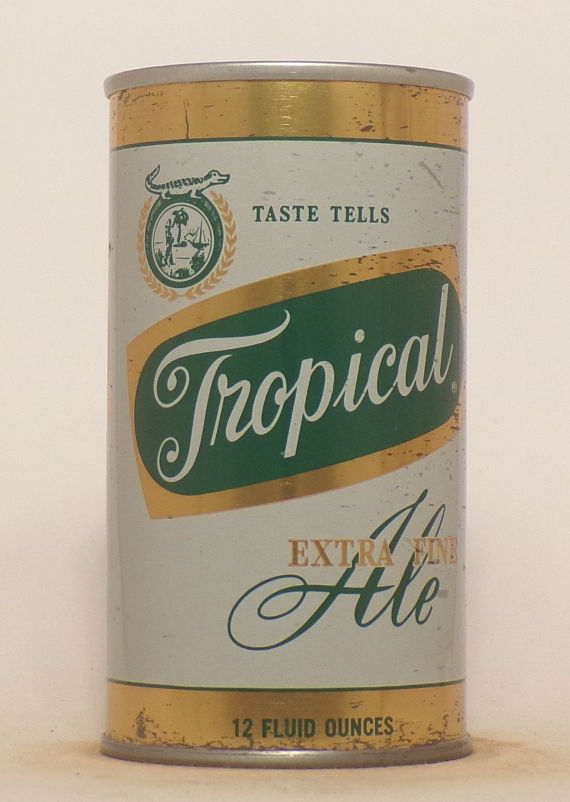 TASTE TELLS
Tropical
EXTRA FINE
Ale
12 FLUID OUNCES